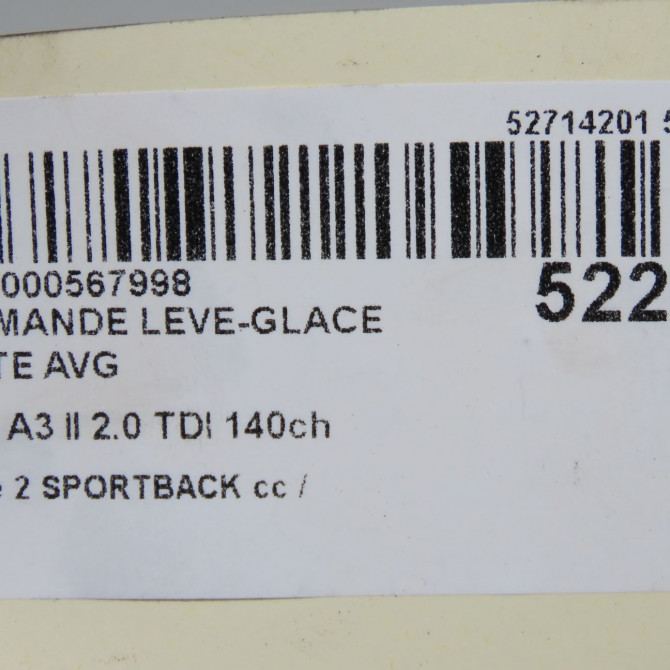 52714201 5
000567998
522
MANDE LEVE-GLACE
TE AVG
A3 II 2.0 TDI 140ch
2 SPORTBACK cc /